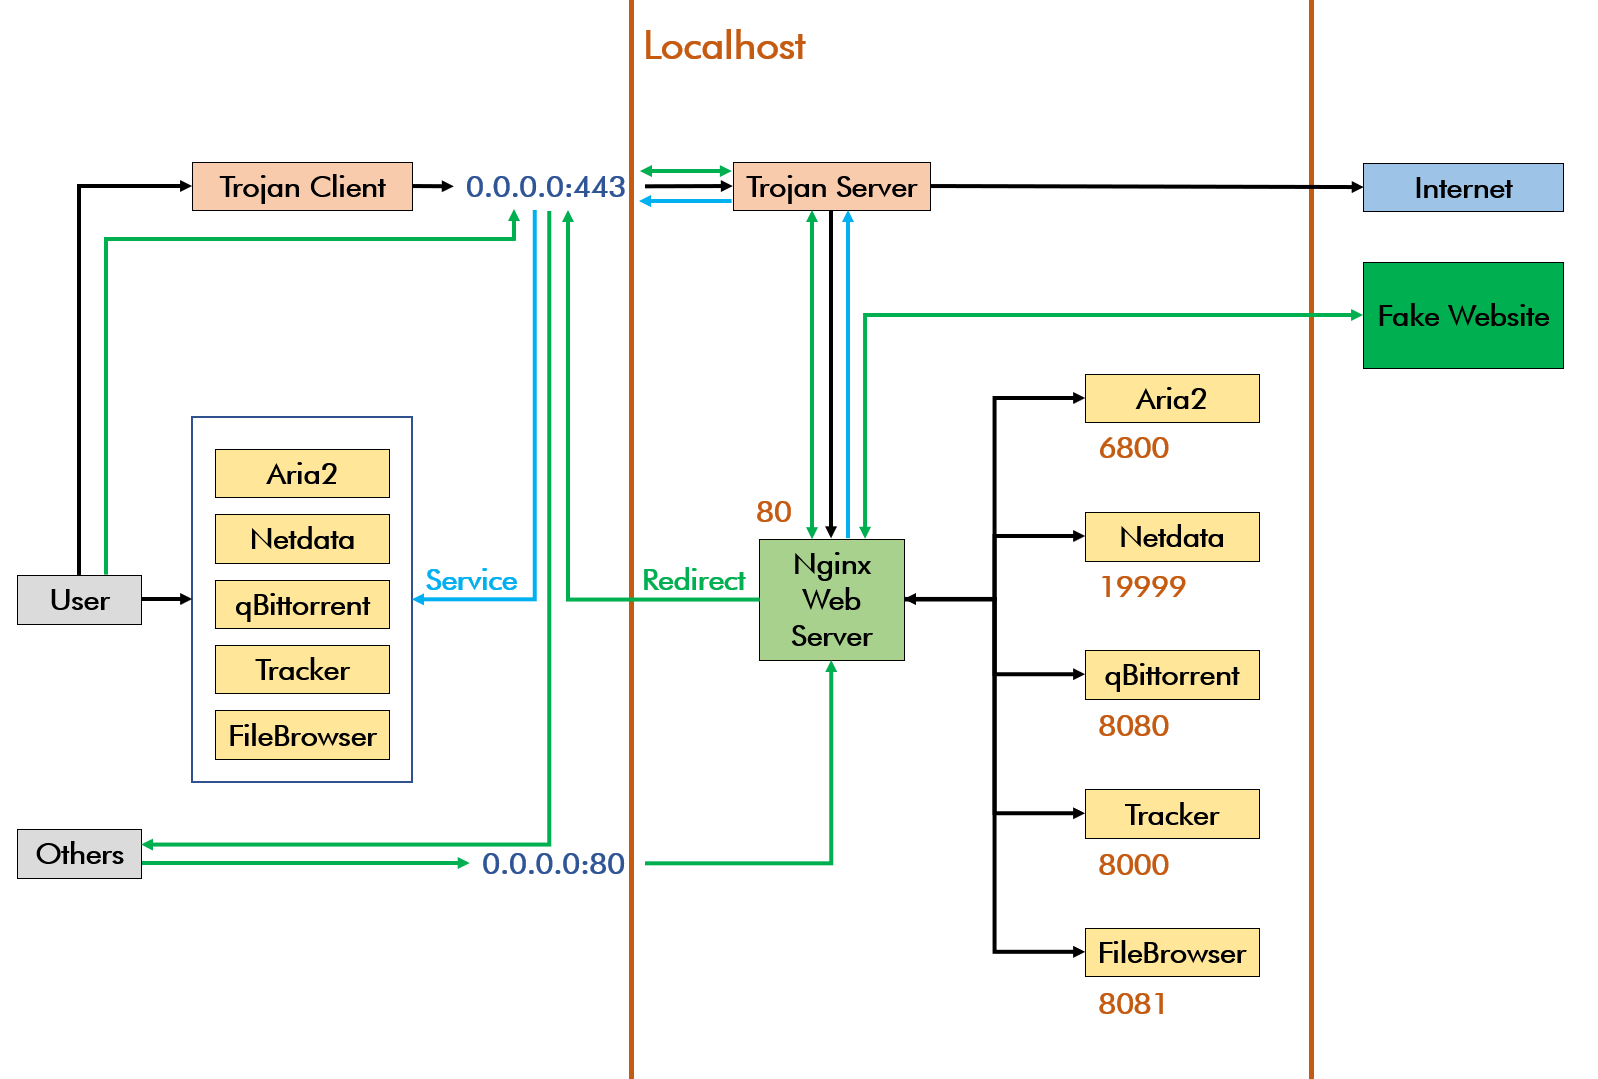 Localhost
Trojan Client
0.0.0.0:443
Trojan Server
Internet
Fake Website
Aria2
6800
Aria2
Netdata
qBittorrent
Tracker
FileBrowser
80
Nginx
Web
Server
Netdata
19999
User
Service
Redirect
qBittorrent
8080
Others
0.0.0.0:80
Tracker
8000
FileBrowser
8081